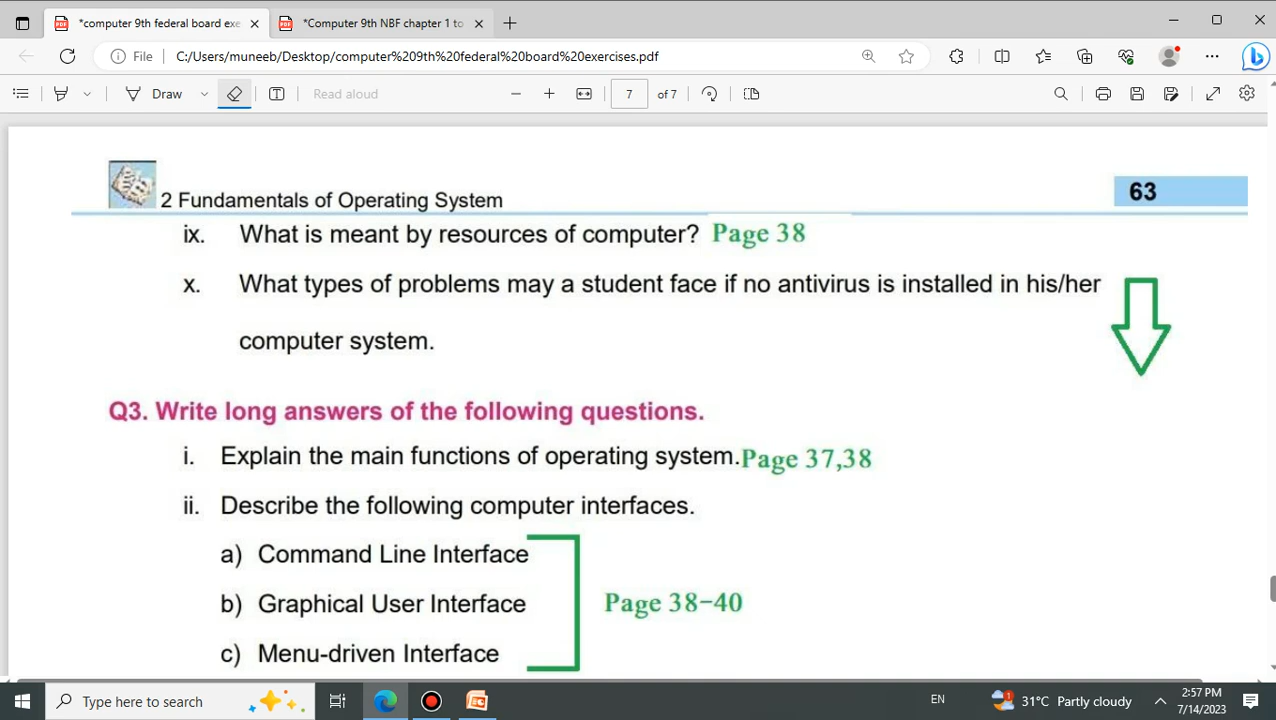 *computer 9th federal board exe
*Computer 9th NBF chapter 1 to
File C:/Users/muneeb/Desktop/computer%209th%20federal%20board%20exercises.pdf
Draw Read aloud 7 of 7
2 Fundamentals of Operating System 63
ix. What is meant by resources of computer? Page 38
x. What types of problems may a student face if no antivirus is installed in his/her
computer system.
Q3. Write long answers of the following questions.
i. Explain the main functions of operating system. Page 37,38
ii. Describe the following computer interfaces.
a) Command Line Interface
b) Graphical User Interface Page 38-40
c) Menu-driven Interface
Type here to search EN 31°C Partly cloudy 2:57 PM
7/14/2023